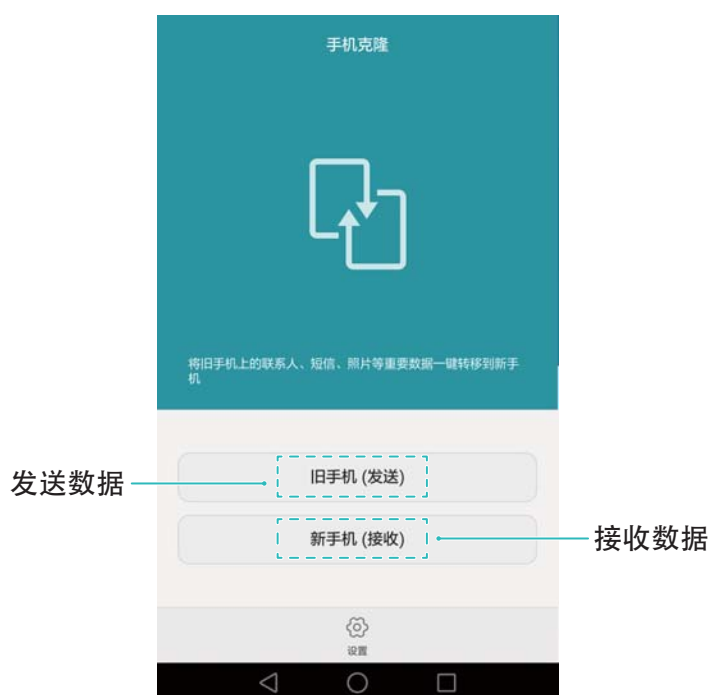 手机克隆
将旧手机上的联系人、短信、照片等重要数据一键转移到新手
机
发送数据
旧手机 (发送)
新手机 (接收)
接收数据
设置